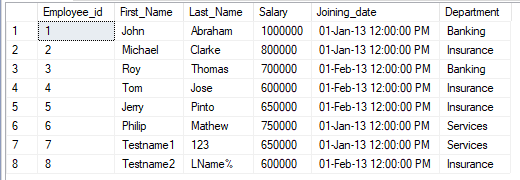 Employee_id First_Name Last_Name Salary Joining_date Department
1 1 John Abraham 1000000 01-Jan-13 12:00:00 PM Banking
2 2 Michael Clarke 800000 01-Jan-13 12:00:00 PM Insurance
3 3 Roy Thomas 700000 01-Feb-13 12:00:00 PM Banking
4 4 Tom Jose 600000 01-Feb-13 12:00:00 PM Insurance
5 5 Jerry Pinto 650000 01-Feb-13 12:00:00 PM Insurance
6 6 Philip Mathew 750000 01-Jan-13 12:00:00 PM Services
7 7 Testname1 123 650000 01-Jan-13 12:00:00 PM Services
8 8 Testname2 LName% 600000 01-Feb-13 12:00:00 PM Insurance